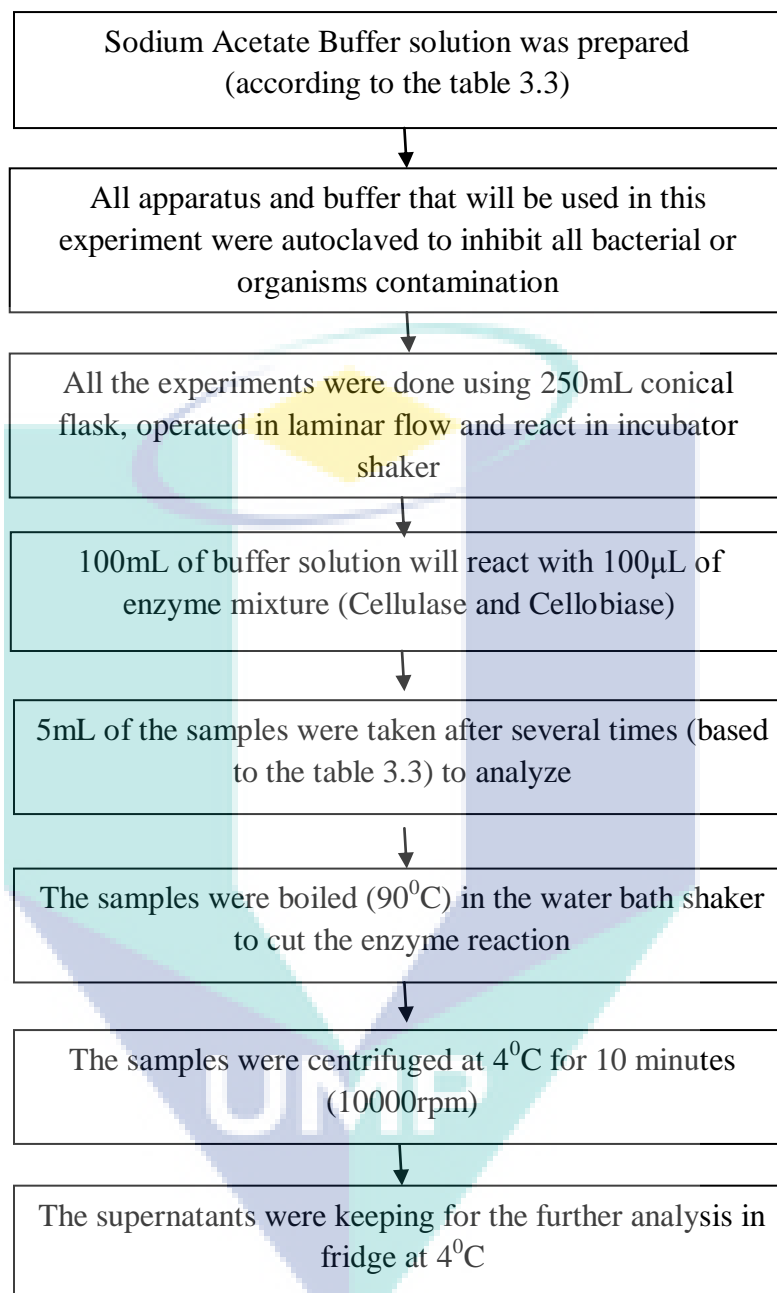 Sodium Acetate Buffer solution was prepared
(according to the table 3.3)
All apparatus and buffer that will be used in this
experiment were autoclaved to inhibit all bacterial or
organisms contamination
All the experiments were done using 250mL conical
flask, operated in laminar flow and react in incubator
shaker
100mL of buffer solution will react with 100µL of
enzyme mixture (Cellulase and Cellobiase)
5mL of the samples were taken after several times (based
to the table 3.3) to analyze
The samples were boiled (90⁰C) in the water bath shaker
to cut the enzyme reaction
The samples were centrifuged at 4⁰C for 10 minutes
(10000rpm)
UMP
The supernatants were keeping for the further analysis in
fridge at 4⁰C